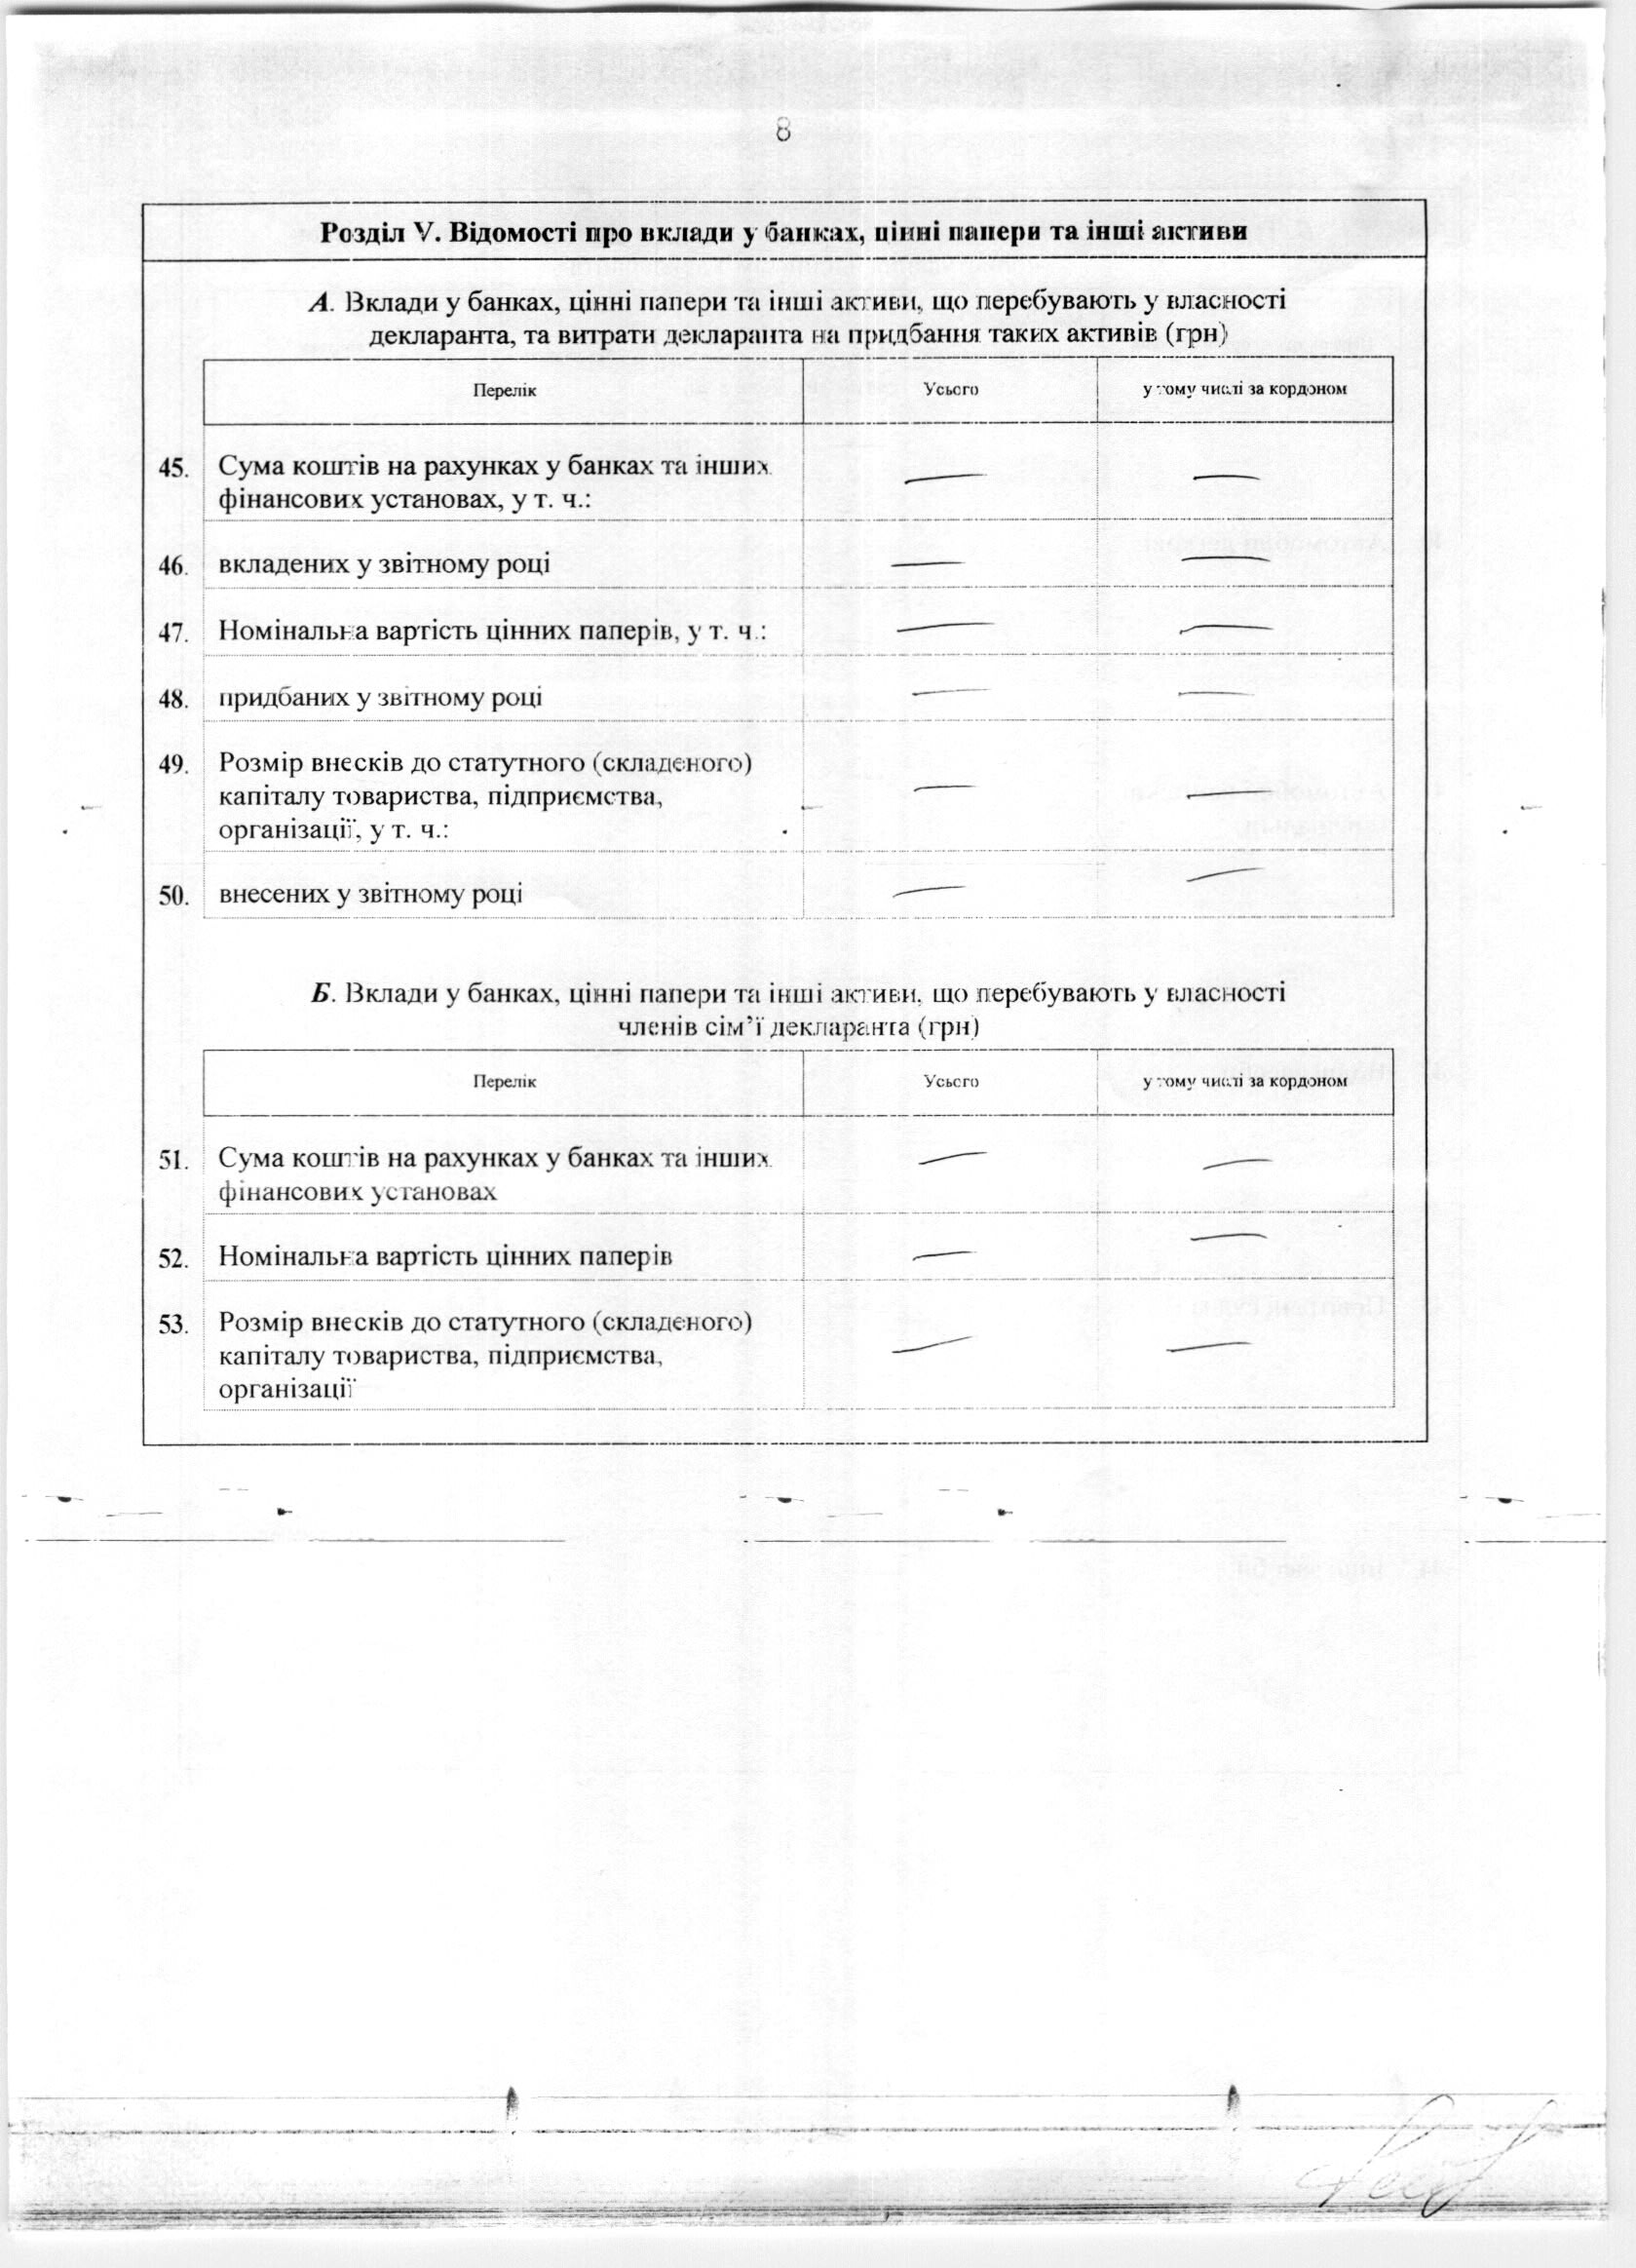 8
Розділ V. Відомості про вклади у банках, цінні папери та інші активи
А. Вклади у банках, цінні папери та інші активи, що перебувають у власності
декларанта, та витрати декларанта на придбання таких активів (грн)
Перелік Усього у тому числі за кордоном
45. Сума коштів на рахунках у банках та інших — —
фінансових установах, у т. ч.:
46. вкладених у звітному році — —
47. Номінальна вартість цінних паперів, у т. ч.: — —
48. придбаних у звітному році — —
49. Розмір внесків до статутного (складеного)
капіталу товариства, підприємства, — —
організації, у т. ч.:
50. внесених у звітному році — —
Б. Вклади у банках, цінні папери та інші активи, що перебувають у власності
членів сім’ї декларанта (грн)
Перелік Усього у тому числі за кордоном
51. Сума коштів на рахунках у банках та інших — —
фінансових установах
52. Номінальна вартість цінних паперів — —
53. Розмір внесків до статутного (складеного)
капіталу товариства, підприємства, — —
організації